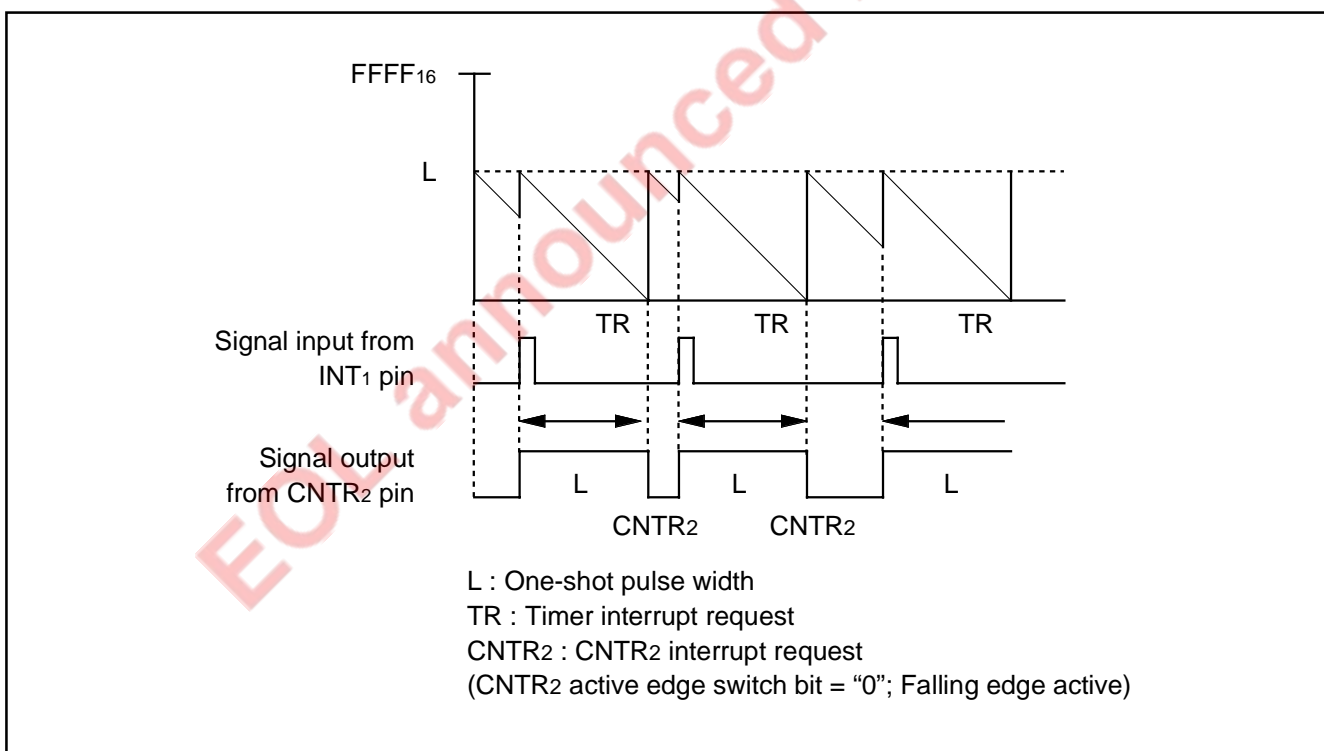 EOL announced
FFFF16
L
TR TR TR
Signal input from
INT1 pin
Signal output
from CNTR2 pin
L L L
CNTR2 CNTR2
L : One-shot pulse width
TR : Timer interrupt request
CNTR2 : CNTR2 interrupt request
(CNTR2 active edge switch bit = “0”; Falling edge active)